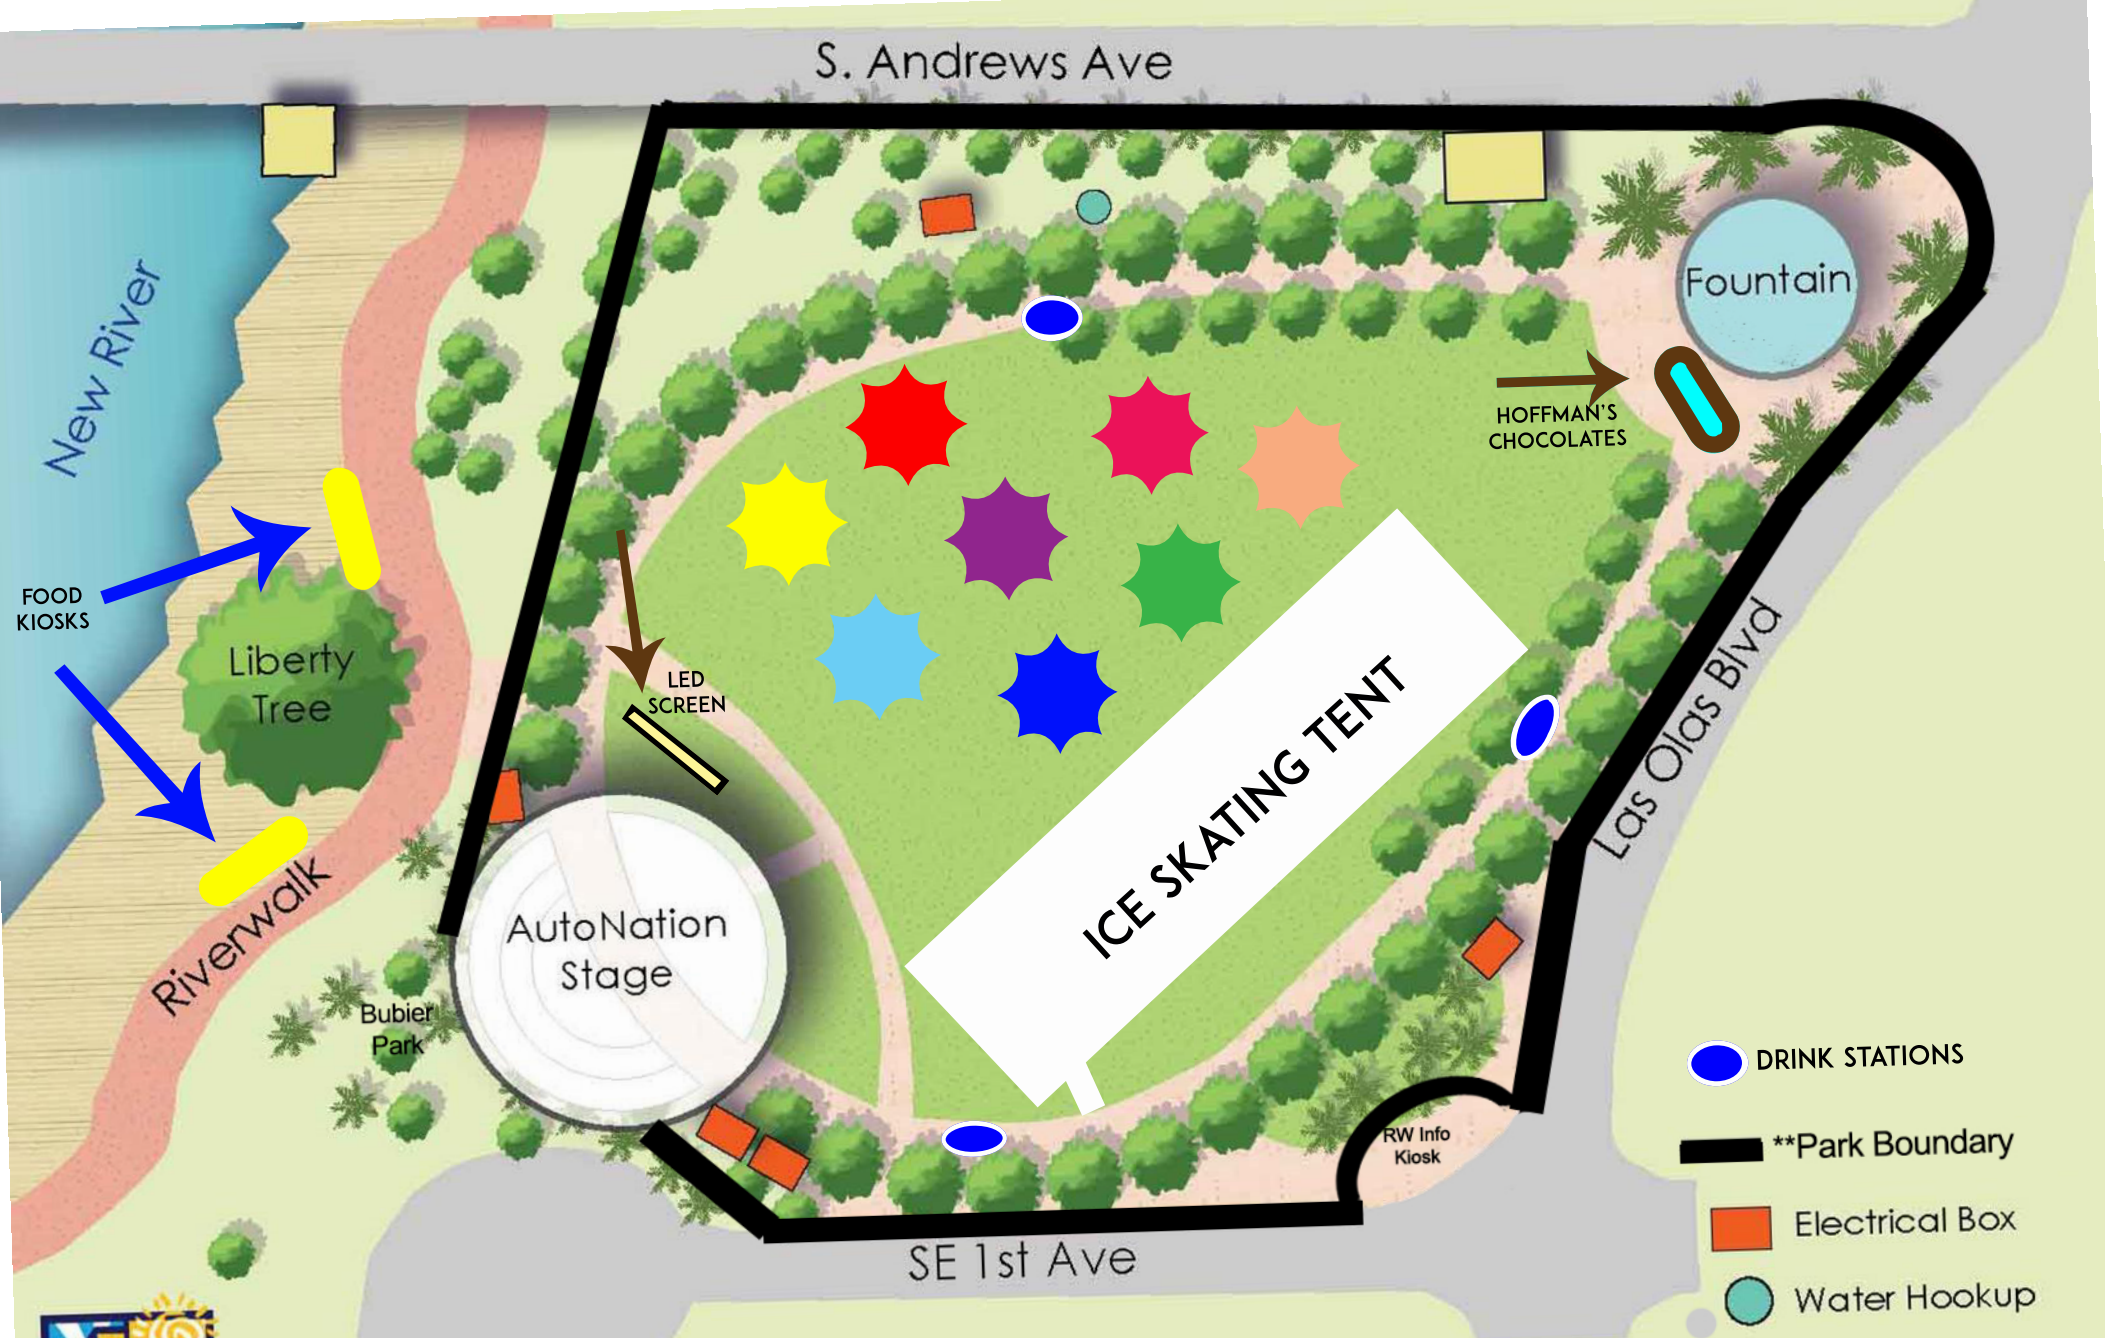 S. Andrews Ave
New River
Fountain
HOFFMAN'S
CHOCOLATES
FOOD
KIOSKS
Liberty
Tree
LED
SCREEN
ICE SKATING TENT
Las Olas Blvd
Riverwalk
AutoNation
Stage
Bubier
Park
RW Info
Kiosk
SE 1st Ave
DRINK STATIONS
**Park Boundary
Electrical Box
Water Hookup